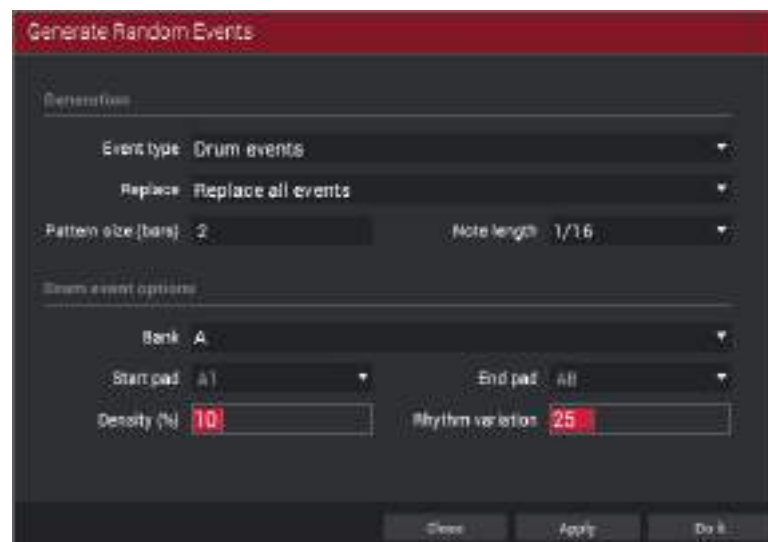 Generate Random Events
Generation
Event type Drum events
Replace Replace all events
Pattern size (bars) 2 Note length 1/16
Drum event options
Bank A
Start pad A1 End pad A8
Density (%) 10 Rhythm variation 25
Close Apply Do it